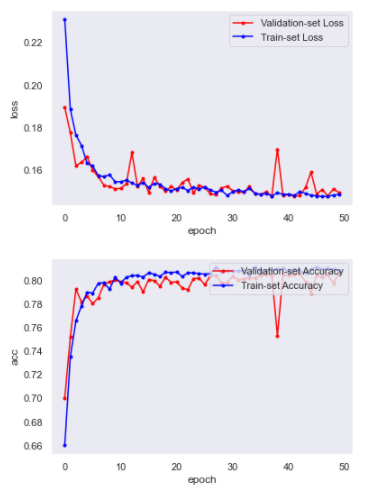 Validation-set Loss
Train-set Loss
0.22
0.20
0.18
0.16
loss
0 10 20 30 40 50
epoch
Validation-set Accuracy
Train-set Accuracy
0.80
0.78
0.76
0.74
0.72
0.70
0.68
0.66
acc
0 10 20 30 40 50
epoch